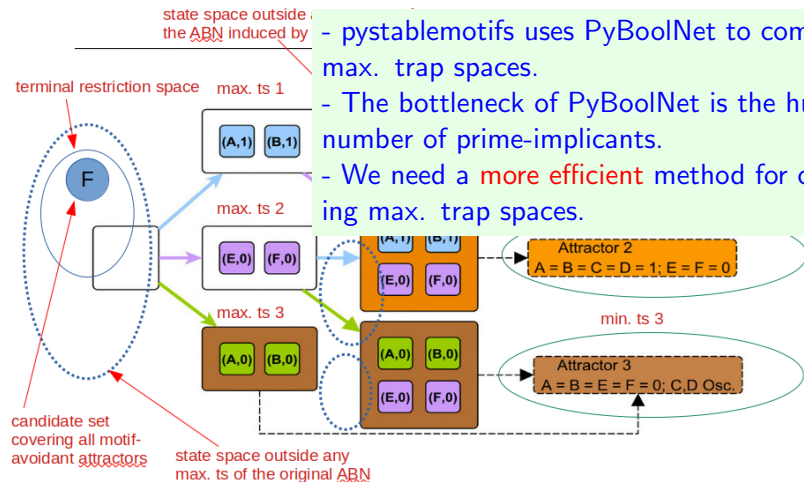 state space outside
the ABN induced by
- pystablemotifs uses PyBoolNet to
max. trap spaces.
- The bottleneck of PyBoolNet is the
number of prime-implicants.
- We need a more efficient method for
ing max. trap spaces.
terminal restriction space
F
max. ts 1
(A,1) (B,1)
max. ts 2
(E,0) (F,0)
max. ts 3
(A,0) (B,0)
(A,1) (B,1)
(E,0) (F,0)
(A,0) (B,0)
(E,0) (F,0)
Attractor 2
A = B = C = D = 1; E = F = 0
min. ts 3
Attractor 3
A = B = E = F = 0; C,D Osc.
candidate set
covering all motif-
avoidant attractors
state space outside any
max. ts of the original ABN